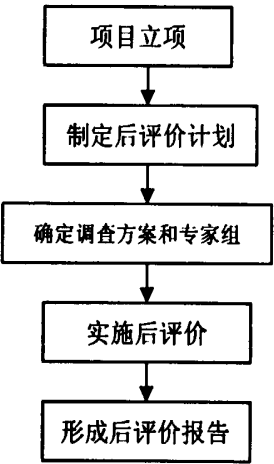 项目立项
制定后评价计划
确定调查方案和专家组
实施后评价
形成后评价报告